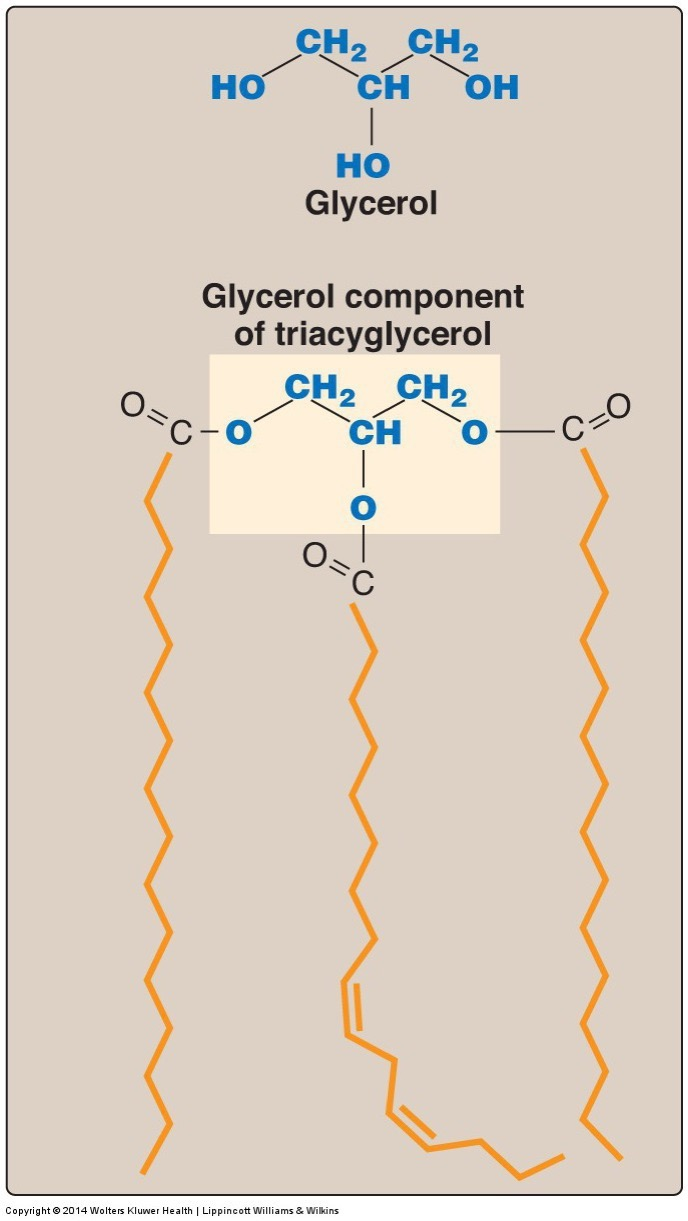 CH2 CH2
HO CH OH
HO
Glycerol
Glycerol component
of triacyglycerol
CH2 CH2
O C O CH O C O
O
O C
Copyright © 2014 Wolters Kluwer Health | Lippincott Williams & Wilkins